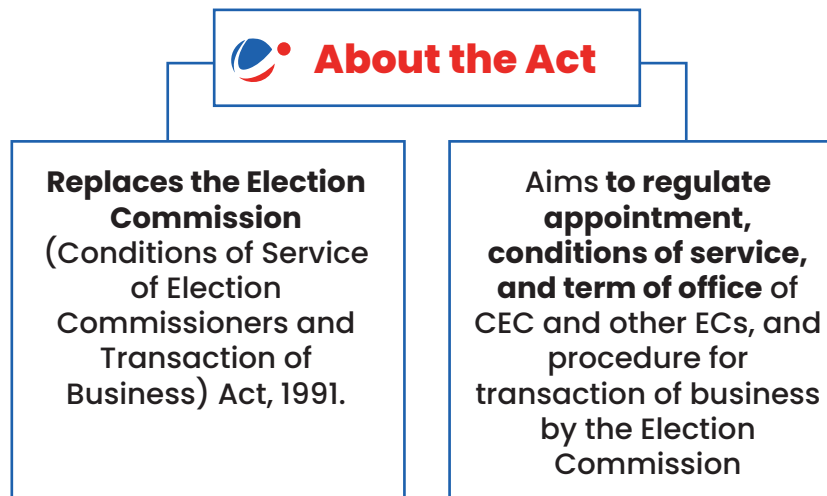 About the Act
Replaces the Election
Commission
(Conditions of Service
of Election
Commissioners and
Transaction of
Business) Act, 1991.
Aims to regulate
appointment,
conditions of service,
and term of office of
CEC and other ECs, and
procedure for
transaction of business
by the Election
Commission